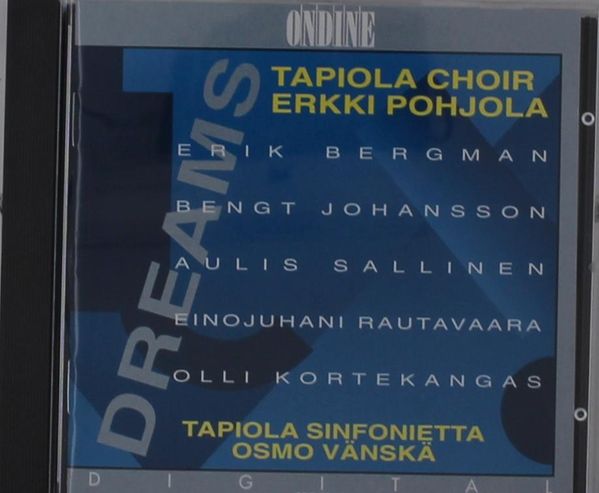 ONDINE
TAPIOLA CHOIR
ERKKI POHJOLA
DREAMS
ERIK BERGMAN
BENGT JOHANSSON
AULIS SALLINEN
EINOJUHANI RAUTAVAARA
OLLI KORTEKANGAS
TAPIOLA SINFONIETTA
OSMO VÄNSKÄ
DIGITAL